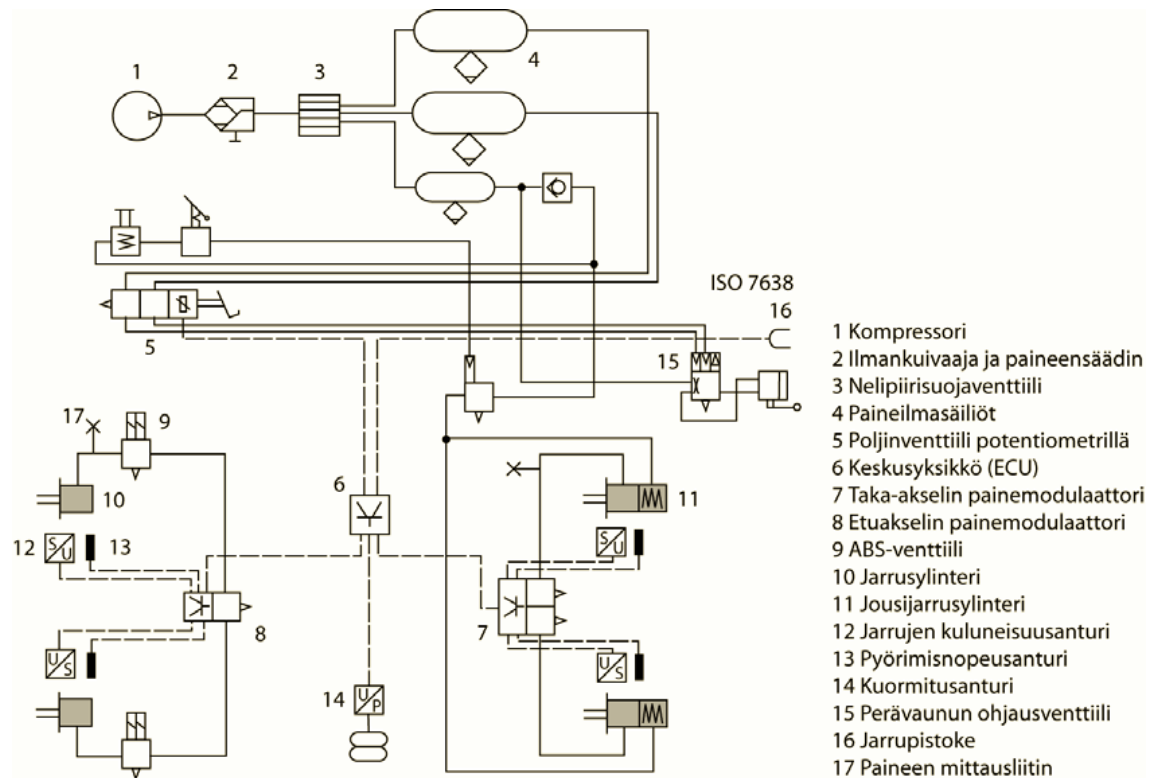 1
2
3
4
ISO 7638
16
5
15
17
9
10
6
11
12
S/U
13
S/U
8
7
U/S
U/S
14
U/P
1 Kompressori
2 Ilmankuivaaja ja paineensäädin
3 Nelipiirisuojaventtiili
4 Paineilmasäiliöt
5 Poljinventtiili potentiometrillä
6 Keskusyksikkö (ECU)
7 Taka-akselin painemodulaattori
8 Etuakselin painemodulaattori
9 ABS-venttiili
10 Jarrusylinteri
11 Jousijarrusylinteri
12 Jarrujen kuluneisuusanturi
13 Pyörimisnopeusanturi
14 Kuormitusanturi
15 Perävaunun ohjausventtiili
16 Jarrupistoke
17 Paineen mittausliitin